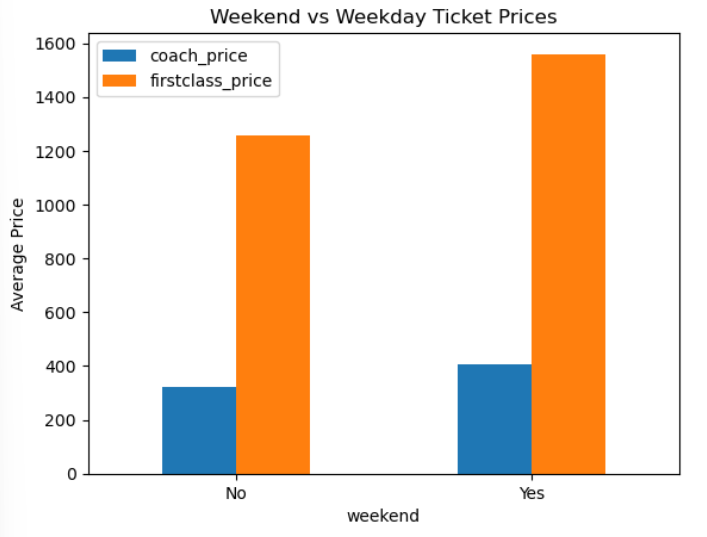 Weekend vs Weekday Ticket Prices
coach_price
firstclass_price
1600
1400
1200
1000
800
600
400
200
0
Average Price
No
Yes
weekend